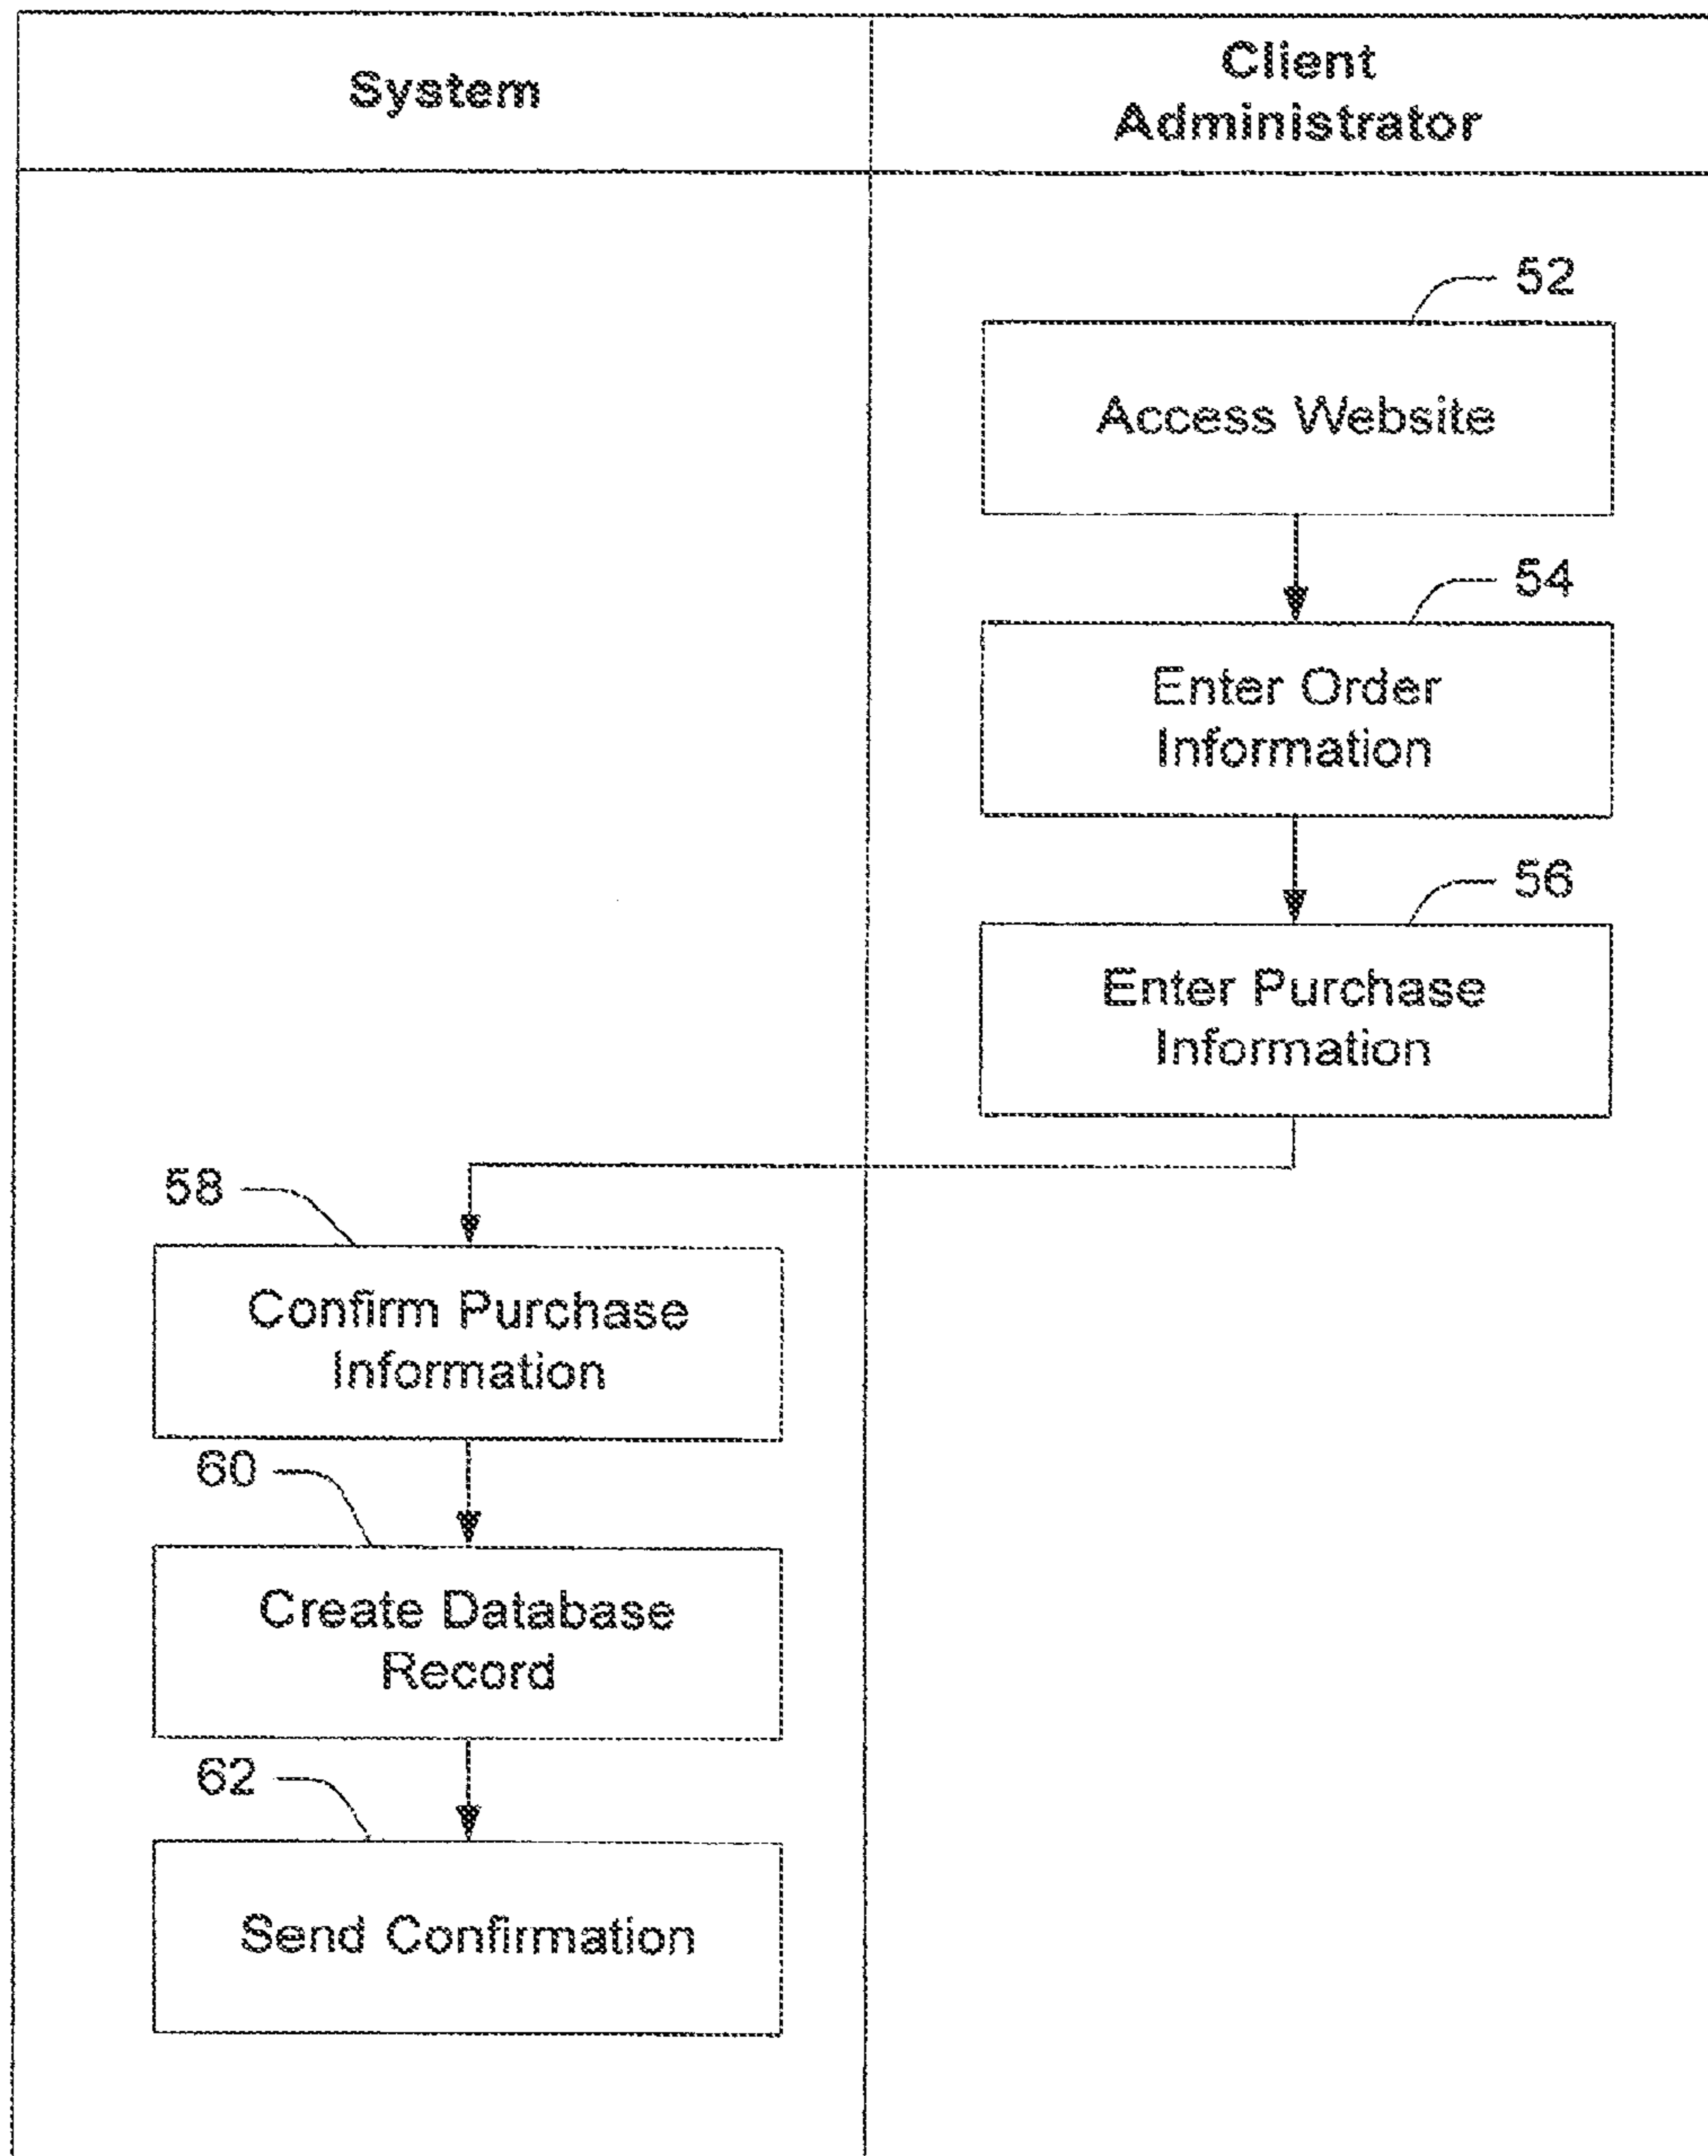 System
Client
Administrator
52
Access Website
54
Enter Order
Information
56
Enter Purchase
Information
58
Confirm Purchase
Information
60
Create Database
Record
62
Send Confirmation